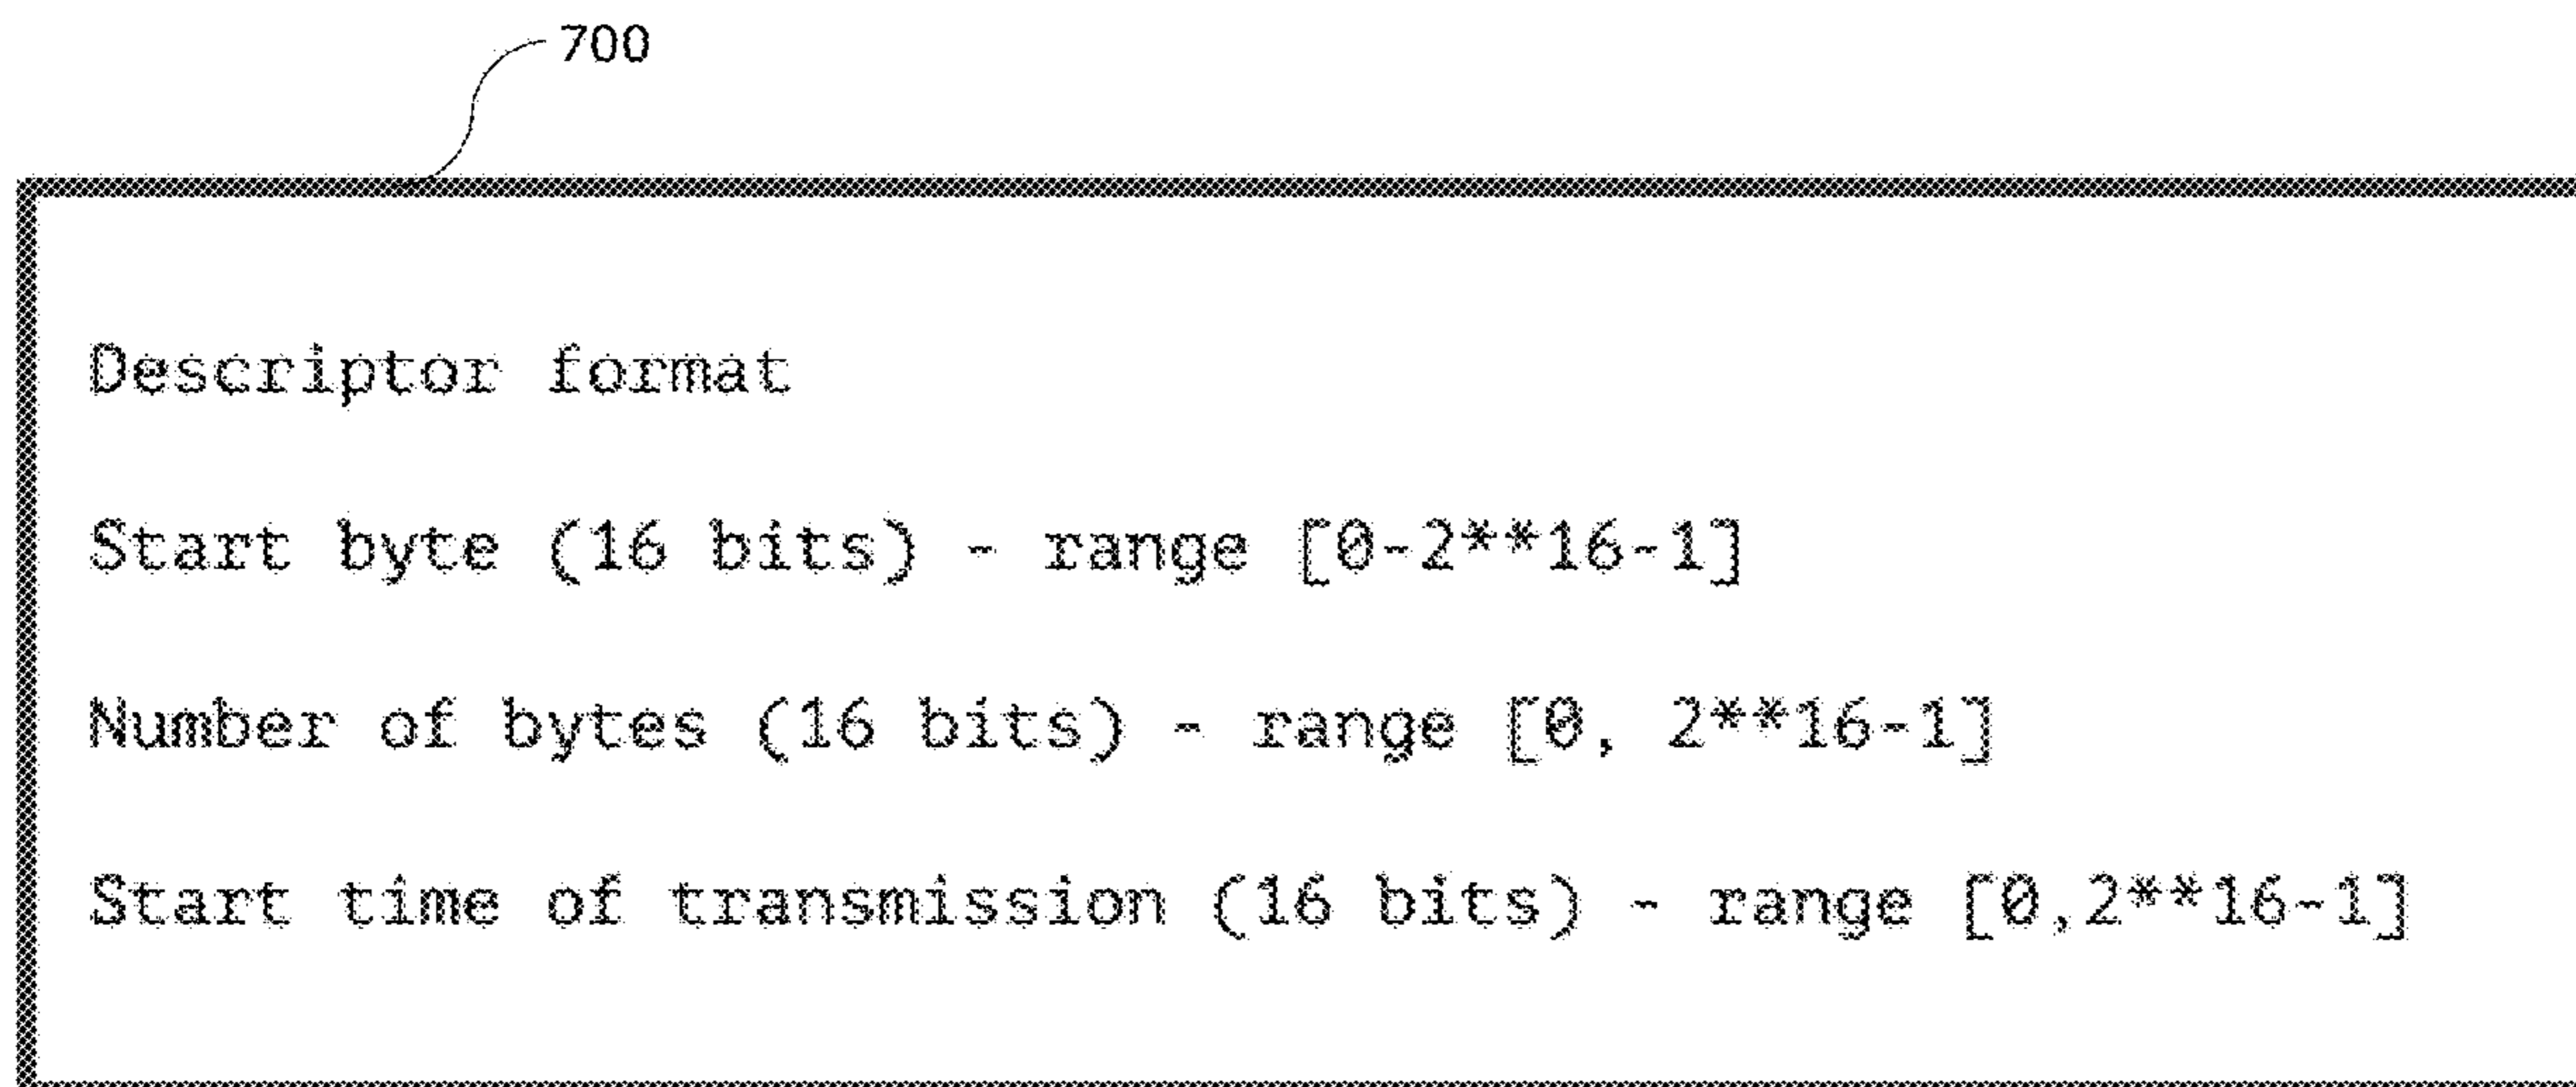 700
Descriptor format
Start byte (16 bits) - range [0-2**16-1]
Number of bytes (16 bits) - range [0, 2**16-1]
Start time of transmission (16 bits) - range [0,2**16-1]